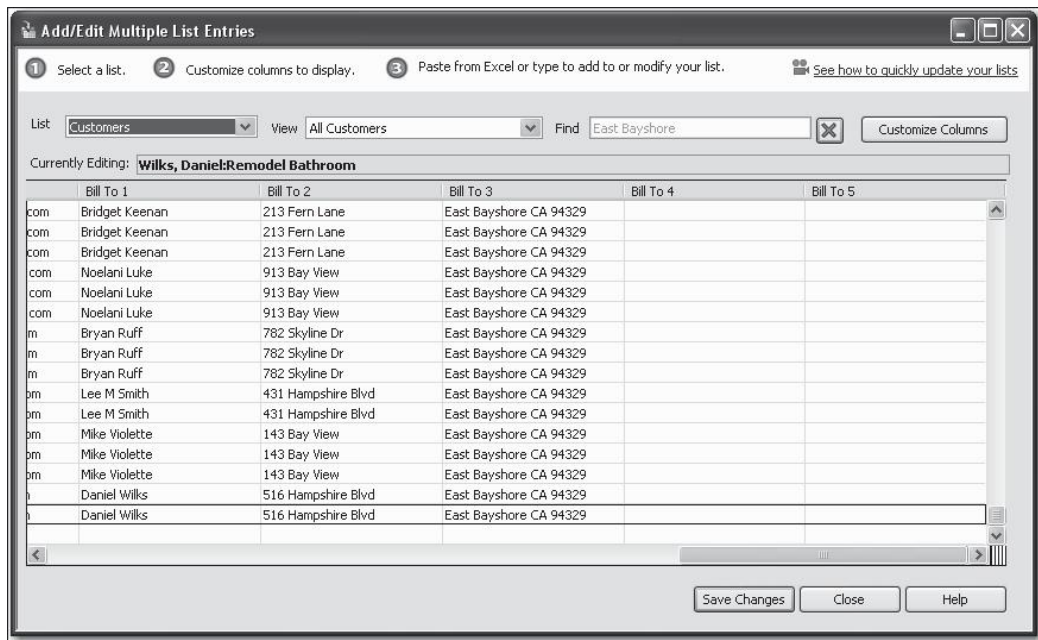 Add/Edit Multiple List Entries
1 Select a list. 2 Customize columns to display. 3 Paste from Excel or type to add to or modify your list. See how to quickly update your lists
List Customers View All Customers Find East Bayshore Customize Columns
Currently Editing: Wilks, Daniel:Remodel Bathroom
Bill To 1 Bill To 2 Bill To 3 Bill To 4 Bill To 5
com Bridget Keenan 213 Fern Lane East Bayshore CA 94329
com Bridget Keenan 213 Fern Lane East Bayshore CA 94329
com Bridget Keenan 213 Fern Lane East Bayshore CA 94329
com Noelani Luke 913 Bay View East Bayshore CA 94329
com Noelani Luke 913 Bay View East Bayshore CA 94329
com Noelani Luke 913 Bay View East Bayshore CA 94329
m Bryan Ruff 782 Skyline Dr East Bayshore CA 94329
m Bryan Ruff 782 Skyline Dr East Bayshore CA 94329
m Bryan Ruff 782 Skyline Dr East Bayshore CA 94329
om Lee M Smith 431 Hampshire Blvd East Bayshore CA 94329
om Lee M Smith 431 Hampshire Blvd East Bayshore CA 94329
om Mike Violette 143 Bay View East Bayshore CA 94329
om Mike Violette 143 Bay View East Bayshore CA 94329
om Mike Violette 143 Bay View East Bayshore CA 94329
Daniel Wilks 516 Hampshire Blvd East Bayshore CA 94329
Daniel Wilks 516 Hampshire Blvd East Bayshore CA 94329
Save Changes Close Help